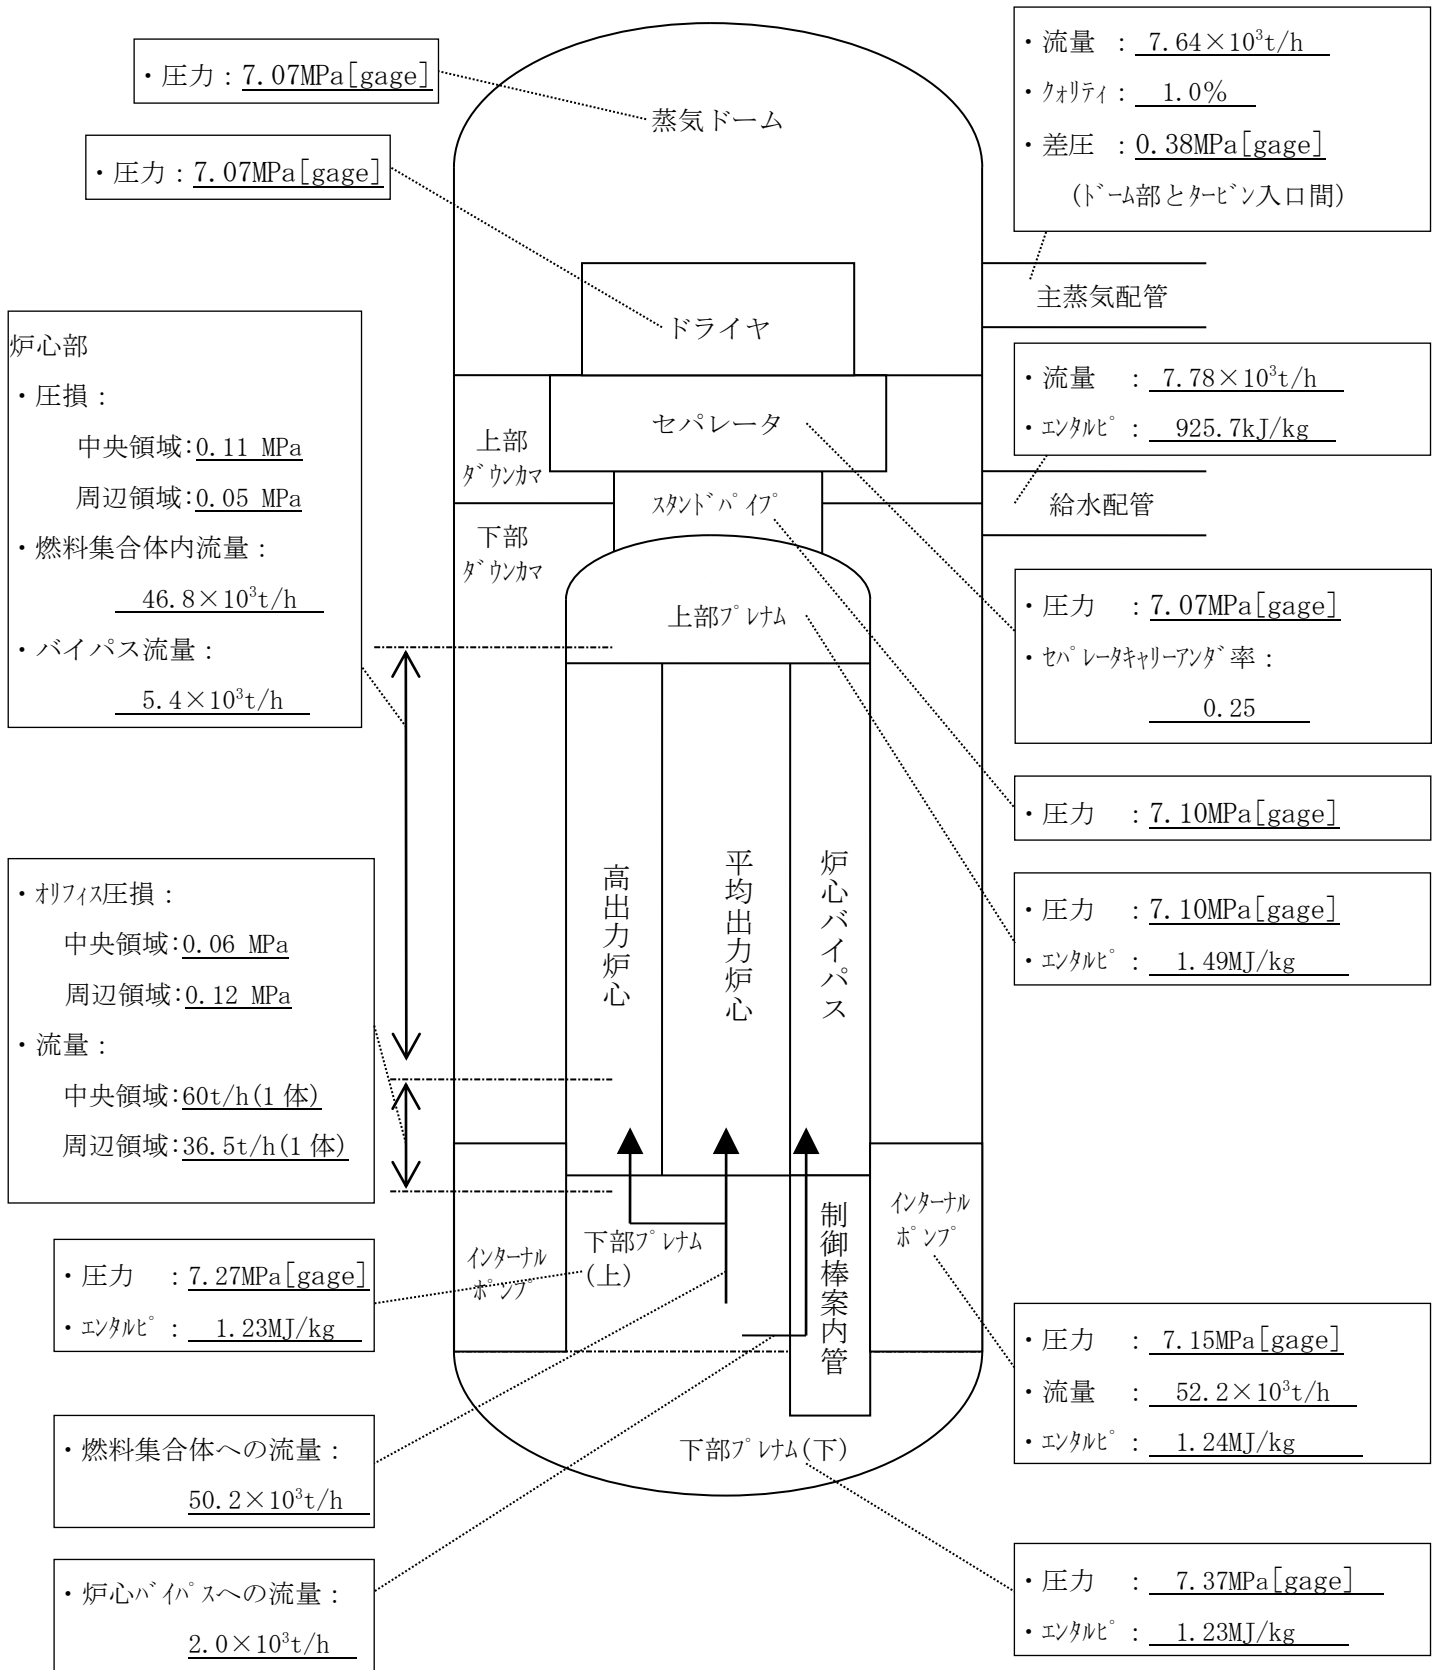 ・圧力：7.07MPa[gage]
・圧力：7.07MPa[gage]
蒸気ドーム
・流量 ： 7.64×10³t/h
・クォリティ： 1.0%
・差圧 ：0.38MPa[gage]
(ドーム部とタービン入口間)
ドライヤ
主蒸気配管
炉心部
・圧損：
中央領域:0.11 MPa
周辺領域:0.05 MPa
・燃料集合体内流量：
46.8×10³t/h
・バイパス流量：
5.4×10³t/h
セパレータ
上部
ダウンカマ
・流量 ： 7.78×10³t/h
・エンタルピ： 925.7kJ/kg
スタンドパイプ
給水配管
下部
ダウンカマ
上部プレナム
・圧力 ：7.07MPa[gage]
・セパレータキャリーアンダ率：
0.25
・圧力 ：7.10MPa[gage]
・圧力 ：7.10MPa[gage]
・エンタルピ： 1.49MJ/kg
高出力炉心
平均出力炉心
炉心バイパス
・オリフィス圧損：
中央領域:0.06 MPa
周辺領域:0.12 MPa
・流量：
中央領域:60t/h(1体)
周辺領域:36.5t/h(1体)
インターナル
ポンプ
下部プレナム
(上)
制御棒案内管
インターナル
ポンプ
・圧力 ：7.27MPa[gage]
・エンタルピ： 1.23MJ/kg
・圧力 ： 7.15MPa[gage]
・流量 ： 52.2×10³t/h
・エンタルピ： 1.24MJ/kg
・燃料集合体への流量：
50.2×10³t/h
下部プレナム(下)
・炉心バイパスへの流量：
2.0×10³t/h
・圧力 ： 7.37MPa[gage]
・エンタルピ： 1.23MJ/kg